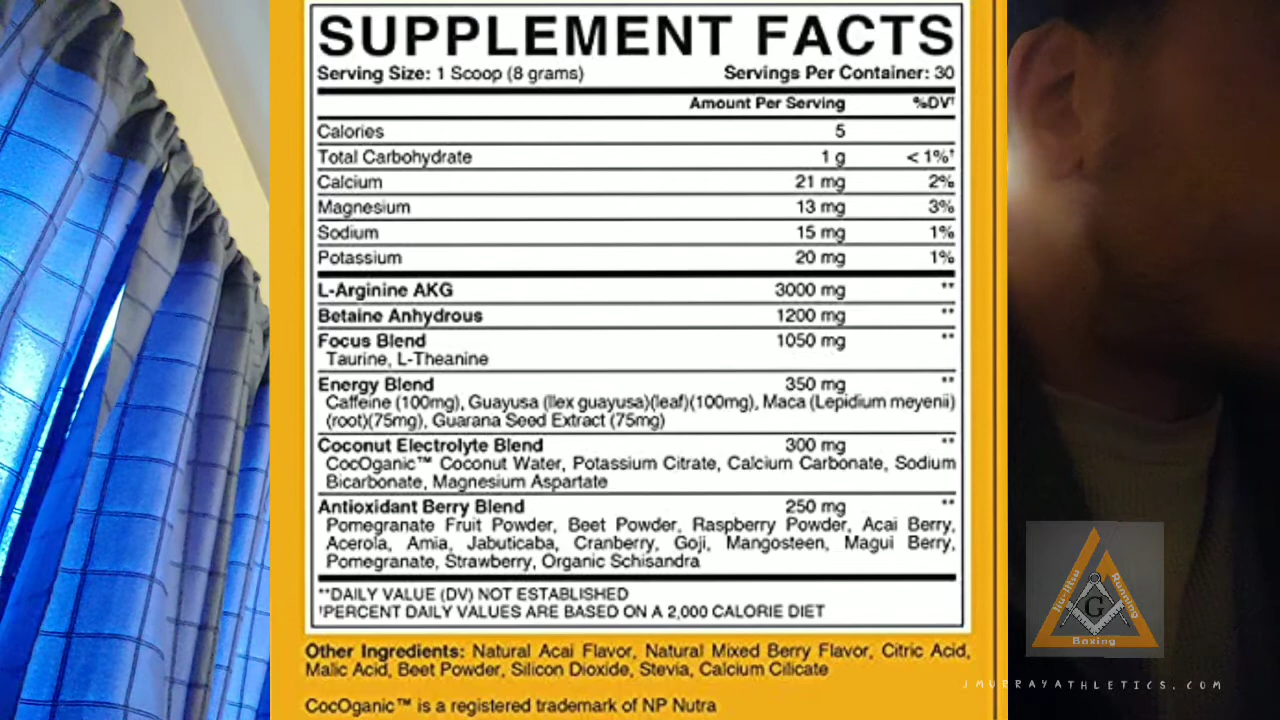 SUPPLEMENT FACTS
Serving Size: 1 Scoop (8 grams) Servings Per Container: 30
Amount Per Serving %DV†
Calories 5
Total Carbohydrate 1 g < 1%†
Calcium 21 mg 2%
Magnesium 13 mg 3%
Sodium 15 mg 1%
Potassium 20 mg 1%
L-Arginine AKG 3000 mg **
Betaine Anhydrous 1200 mg **
Focus Blend 1050 mg **
Taurine, L-Theanine
Energy Blend 350 mg **
Caffeine (100mg), Guayusa (Ilex guayusa)(leaf)(100mg), Maca (Lepidium meyenii)
(root)(75mg), Guarana Seed Extract (75mg)
Coconut Electrolyte Blend 300 mg **
CocOganic™ Coconut Water, Potassium Citrate, Calcium Carbonate, Sodium
Bicarbonate, Magnesium Aspartate
Antioxidant Berry Blend 250 mg **
Pomegranate Fruit Powder, Beet Powder, Raspberry Powder, Acai Berry,
Acerola, Amia, Jabuticaba, Cranberry, Goji, Mangosteen, Magui Berry,
Pomegranate, Strawberry, Organic Schisandra
**DAILY VALUE (DV) NOT ESTABLISHED
†PERCENT DAILY VALUES ARE BASED ON A 2,000 CALORIE DIET
Other Ingredients: Natural Acai Flavor, Natural Mixed Berry Flavor, Citric Acid,
Malic Acid, Beet Powder, Silicon Dioxide, Stevia, Calcium Cilicate
CocOganic™ is a registered trademark of NP Nutra
Jiu-Jitsu
Running
G
Boxing
JMURRAYATHLETICS.COM